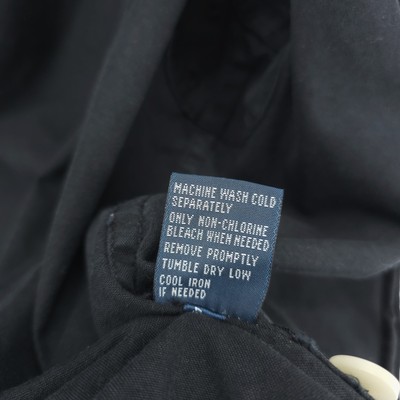 MACHINE WASH COLD
SEPARATELY
ONLY NON-CHLORINE
BLEACH WHEN NEEDED
REMOVE PROMPTLY
TUMBLE DRY LOW
COOL IRON
IF NEEDED